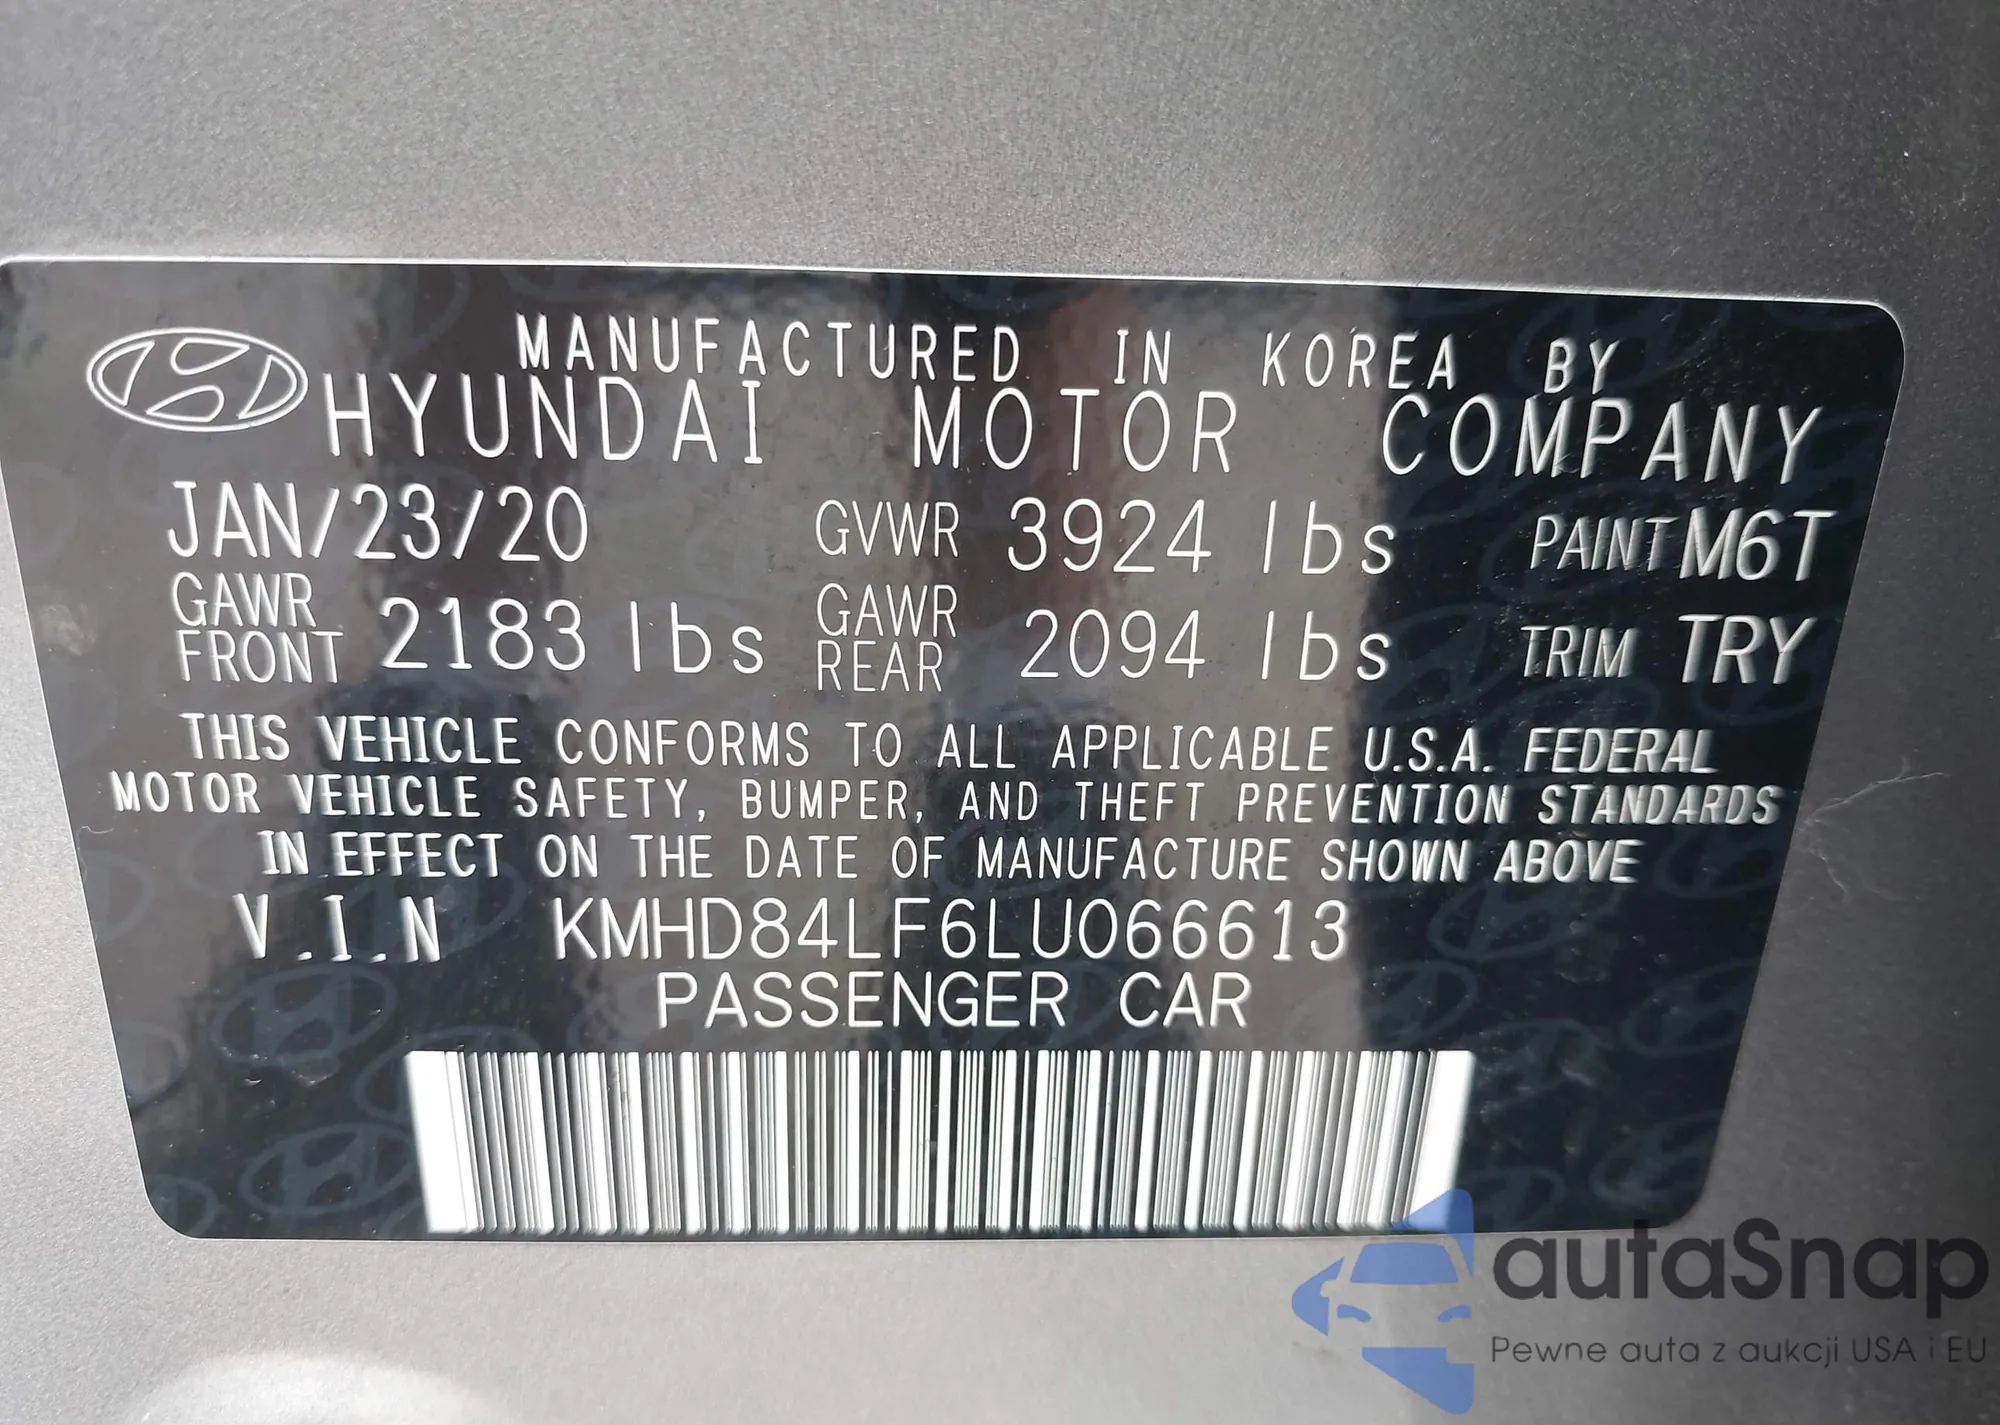 MANUFACTURED IN KOREA BY
HYUNDAI MOTOR COMPANY
JAN/23/20 GVWR 3924 lbs PAINT M6T
GAWR FRONT 2183 lbs GAWR REAR 2094 lbs TRIM TRY
THIS VEHICLE CONFORMS TO ALL APPLICABLE U.S.A. FEDERAL
MOTOR VEHICLE SAFETY, BUMPER, AND THEFT PREVENTION STANDARDS
IN EFFECT ON THE DATE OF MANUFACTURE SHOWN ABOVE
V.I.N KMHD84LF6LU066613
PASSENGER CAR
autaSnap
Pewne auta z aukcji USA i EU